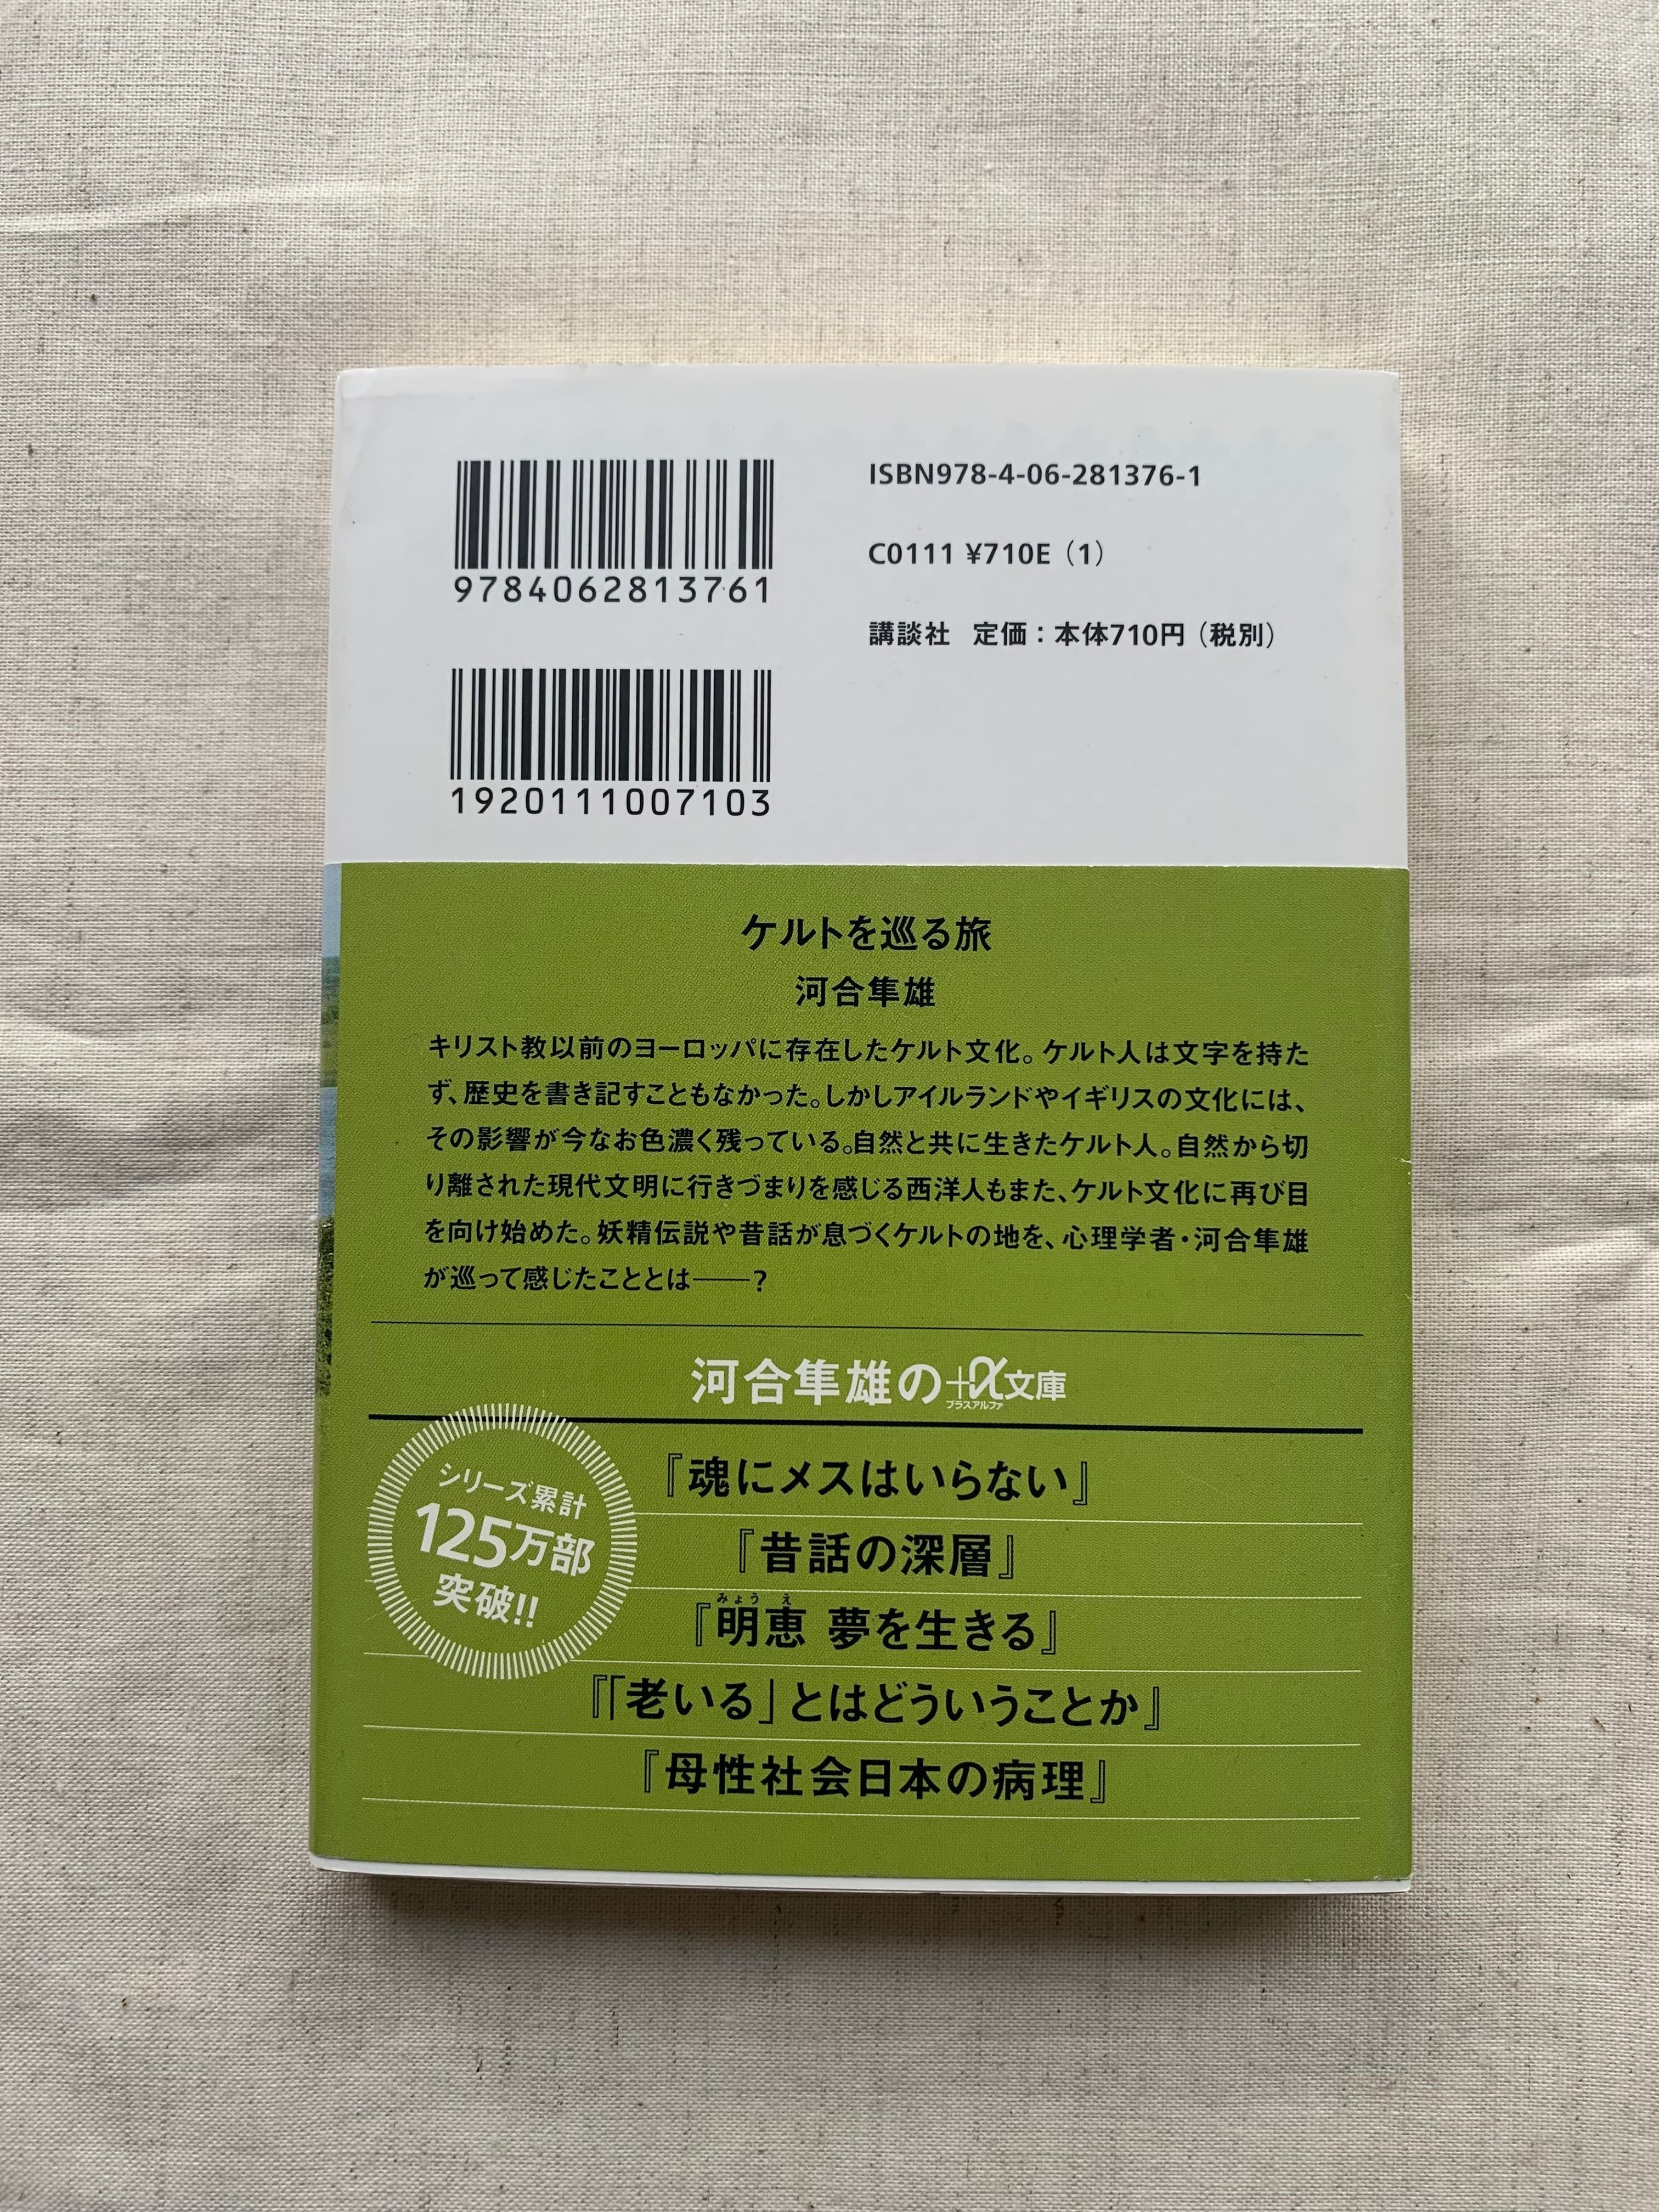 ISBN978-4-06-281376-1
C0111 ¥710E (1)
講談社 定価:本体710円(税別)
9784062813761
1920111007103
ケルトを巡る旅
河合隼雄
キリスト教以前のヨーロッパに存在したケルト文化。ケルト人は文字を持た
ず、歴史を書き記すこともなかった。しかしアイルランドやイギリスの文化には、
その影響が今なお色濃く残っている。自然と共に生きたケルト人。自然から切
り離された現代文明に行きづまりを感じる西洋人もまた、ケルト文化に再び目
を向け始めた。妖精伝説や昔話が息づくケルトの地を、心理学者・河合隼雄
が巡って感じたこととは――?
河合隼雄の+α文庫
プラスアルファ
シリーズ累計
125万部
突破!!
『魂にメスはいらない』
『昔話の深層』
みょうえ
『明恵 夢を生きる』
『「老いる」とはどういうことか』
『母性社会日本の病理』